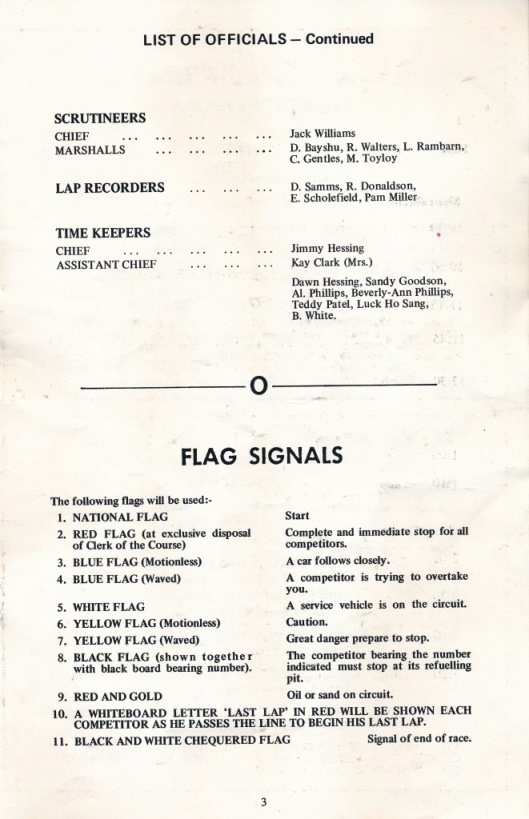 LIST OF OFFICIALS — Continued
SCRUTINEERS
CHIEF ... ... ... ... ... Jack Williams
MARSHALLS ... ... ... ... D. Bayshu, R. Walters, L. Rambarn,
C. Gentles, M. Toyloy
LAP RECORDERS ... ... ... D. Samms, R. Donaldson,
E. Scholefield, Pam Miller
TIME KEEPERS
CHIEF ... ... ... ... ... Jimmy Hessing
ASSISTANT CHIEF ... ... ... Kay Clark (Mrs.)
Dawn Hessing, Sandy Goodson,
Al. Phillips, Beverly-Ann Phillips,
Teddy Patel, Luck Ho Sang,
B. White.
O
FLAG SIGNALS
The following flags will be used:-
1. NATIONAL FLAG Start
2. RED FLAG (at exclusive disposal Complete and immediate stop for all
of Clerk of the Course) competitors.
3. BLUE FLAG (Motionless) A car follows closely.
4. BLUE FLAG (Waved) A competitor is trying to overtake
you.
5. WHITE FLAG A service vehicle is on the circuit.
6. YELLOW FLAG (Motionless) Caution.
7. YELLOW FLAG (Waved) Great danger prepare to stop.
8. BLACK FLAG (shown together The competitor bearing the number
with black board bearing number). indicated must stop at its refuelling
pit.
9. RED AND GOLD Oil or sand on circuit.
10. A WHITEBOARD LETTER 'LAST LAP' IN RED WILL BE SHOWN EACH
COMPETITOR AS HE PASSES THE LINE TO BEGIN HIS LAST LAP.
11. BLACK AND WHITE CHEQUERED FLAG Signal of end of race.
3